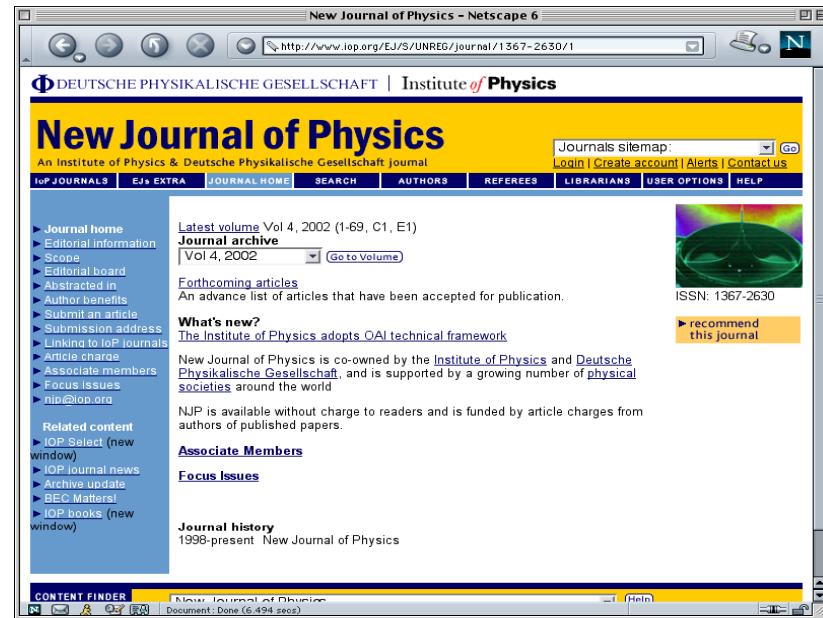 New Journal of Physics – Netscape 6
http://www.iop.org/EJ/S/UNREG/journal/1367-2630/1
N
DEUTSCHE PHYSIKALISCHE GESELLSCHAFT | Institute of Physics
New Journal of Physics
An Institute of Physics & Deutsche Physikalische Gesellschaft journal
Journals sitemap:
Go
Login | Create account | Alerts | Contact us
IoP JOURNALS EJs EXTRA JOURNAL HOME SEARCH AUTHORS REFEREES LIBRARIANS USER OPTIONS HELP
Journal home
Editorial information
Scope
Editorial board
Abstracted in
Author benefits
Submit an article
Submission address
Linking to IoP journals
Article charge
Associate members
Focus issues
njp@iop.org
Related content
IOP Select (new
window)
IOP journal news
Archive update
BEC Matters!
IOP books (new
window)
Latest volume Vol 4, 2002 (1-69, C1, E1)
Journal archive
Vol 4, 2002 Go to Volume
Forthcoming articles
An advance list of articles that have been accepted for publication.
What's new?
The Institute of Physics adopts OAI technical framework
New Journal of Physics is co-owned by the Institute of Physics and Deutsche
Physikalische Gesellschaft, and is supported by a growing number of physical
societies around the world
NJP is available without charge to readers and is funded by article charges from
authors of published papers.
Associate Members
Focus Issues
Journal history
1998-present New Journal of Physics
ISSN: 1367-2630
recommend
this journal
CONTENT FINDER
New Journal of Physics
Help
N
Document: Done (6.494 secs)